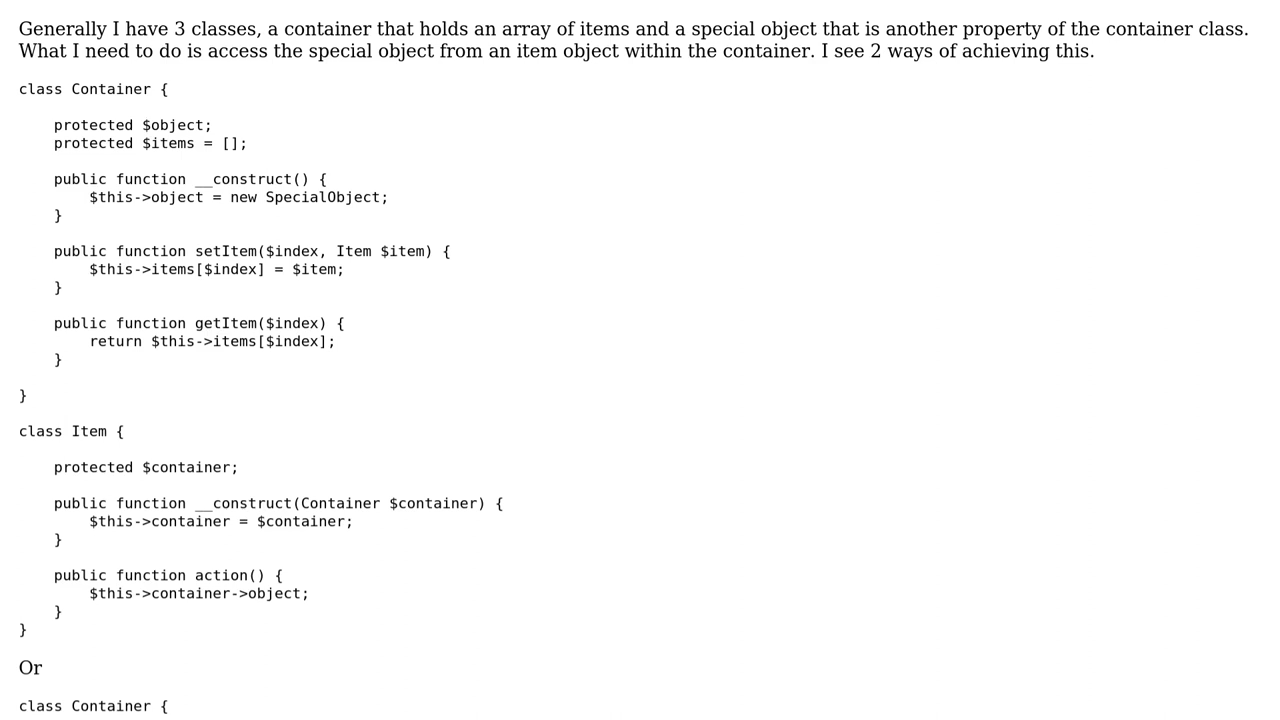 Generally I have 3 classes, a container that holds an array of items and a special object that is another property of the container class.
What I need to do is access the special object from an item object within the container. I see 2 ways of achieving this.
class Container {
    protected $object;
    protected $items = [];
    public function __construct() {
        $this->object = new SpecialObject;
    }
    public function setItem($index, Item $item) {
        $this->items[$index] = $item;
    }
    public function getItem($index) {
        return $this->items[$index];
    }
}
class Item {
    protected $container;
    public function __construct(Container $container) {
        $this->container = $container;
    }
    public function action() {
        $this->container->object;
    }
}
Or
class Container {